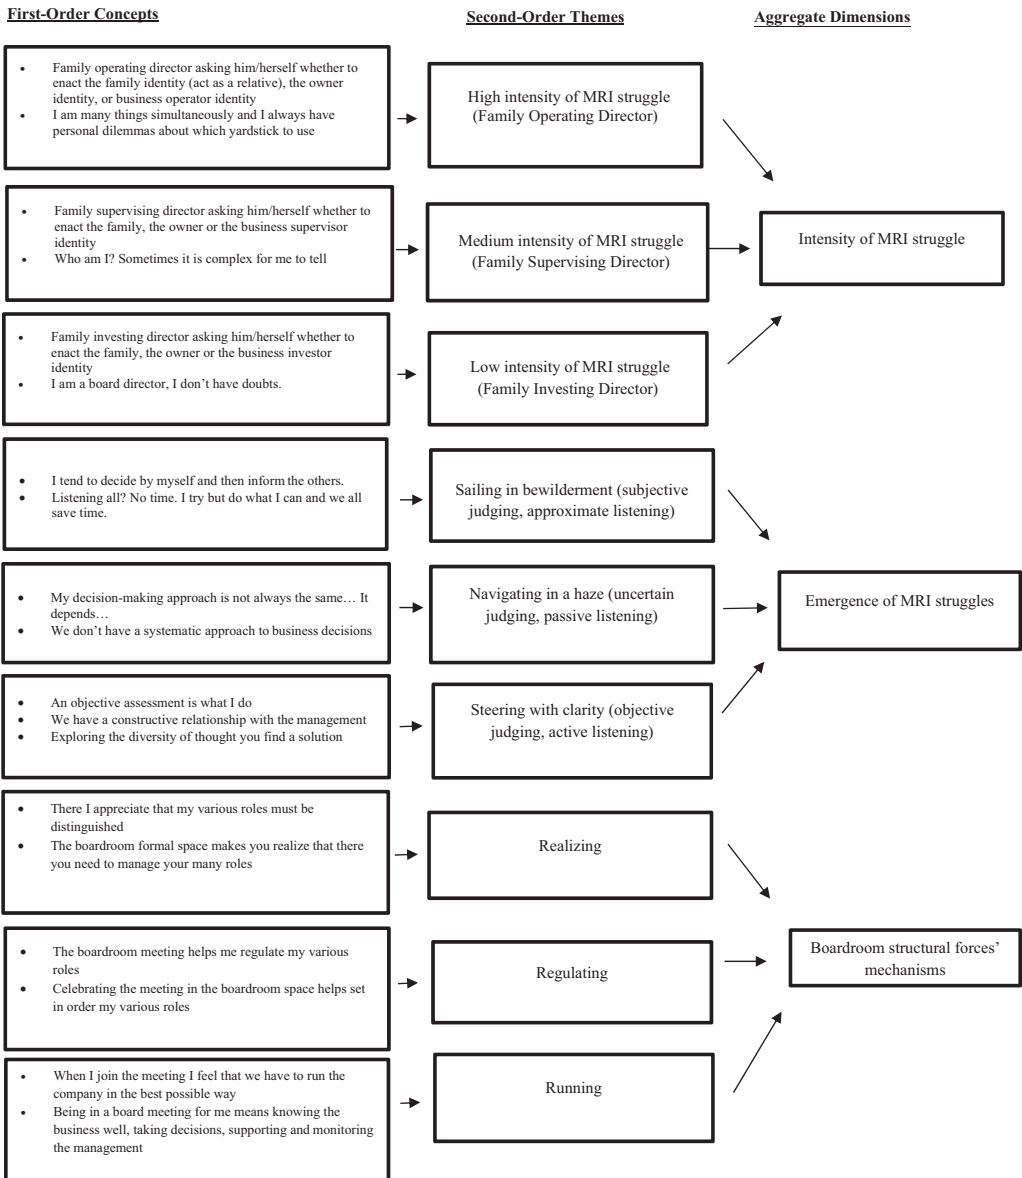 First-Order Concepts
Second-Order Themes
Aggregate Dimensions
• Family operating director asking him/herself whether to
enact the family identity (act as a relative), the owner
identity, or business operator identity
• I am many things simultaneously and I always have
personal dilemmas about which yardstick to use
High intensity of MRI struggle
(Family Operating Director)
• Family supervising director asking him/herself whether to
enact the family, the owner or the business supervisor
identity
• Who am I? Sometimes it is complex for me to tell
Medium intensity of MRI struggle
(Family Supervising Director)
Intensity of MRI struggle
• Family investing director asking him/herself whether to
enact the family, the owner or the business investor
identity
• I am a board director, I don't have doubts.
Low intensity of MRI struggle
(Family Investing Director)
• I tend to decide by myself and then inform the others.
• Listening all? No time. I try but do what I can and we all
save time.
Sailing in bewilderment (subjective
judging, approximate listening)
• My decision-making approach is not always the same… It
depends…
• We don't have a systematic approach to business decisions
Navigating in a haze (uncertain
judging, passive listening)
Emergence of MRI struggles
• An objective assessment is what I do
• We have a constructive relationship with the management
• Exploring the diversity of thought you find a solution
Steering with clarity (objective
judging, active listening)
• There I appreciate that my various roles must be
distinguished
• The boardroom formal space makes you realize that there
you need to manage your many roles
Realizing
• The boardroom meeting helps me regulate my various
roles
• Celebrating the meeting in the boardroom space helps set
in order my various roles
Regulating
Boardroom structural forces'
mechanisms
• When I join the meeting I feel that we have to run the
company in the best possible way
• Being in a board meeting for me means knowing the
business well, taking decisions, supporting and monitoring
the management
Running